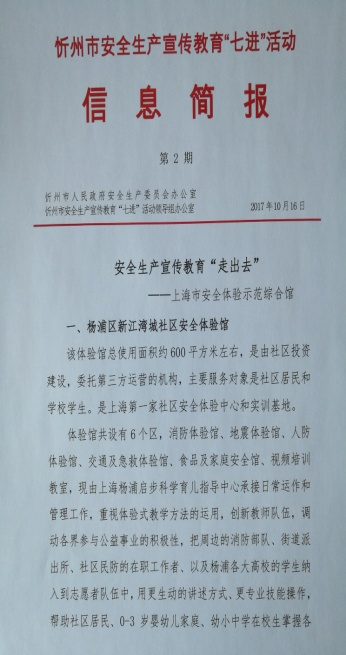 忻州市安全生产宣传教育“七进”活动
信息简报
第2期
忻州市人民政府安全生产委员会办公室
忻州市安全生产宣传教育“七进”活动领导组办公室
2017年10月16日
安全生产宣传教育“走出去”
——上海市安全体验示范综合馆
一、杨浦区新江湾城社区安全体验馆
该体验馆总使用面积约600平方米左右，是由社区投资
建设，委托第三方运营的机构，主要服务对象是社区居民和
学校学生。是上海第一家社区安全体验中心和实训基地。
体验馆共设有6个区，消防体验馆、地震体验馆、人防
体验馆、交通及急救体验馆、食品及家庭安全馆、视频培训
教室，现由上海杨浦启步科学育儿指导中心承接日常运作和
管理工作，重视体验式教学方法的运用，创新教师队伍，调
动各界参与公益事业的积极性，把周边的消防部队、街道派
出所、社区民防的在职工作者、以及杨浦各大高校的学生纳
入到志愿者队伍中，用更生动的讲述方式、更专业技能操作，
帮助社区居民、0-3岁婴幼儿家庭、幼小中学在校生掌握各